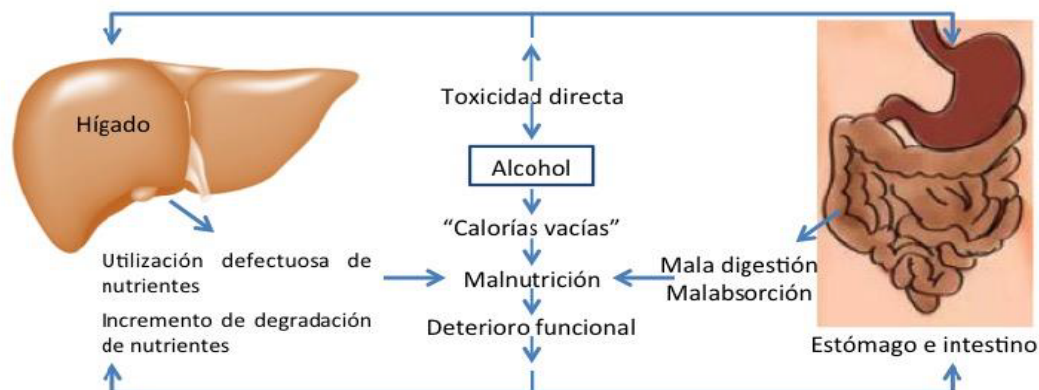 Hígado
Toxicidad directa
Alcohol
“Calorías vacías”
Utilización defectuosa de
nutrientes
Incremento de degradación
de nutrientes
Malnutrición
Deterioro funcional
Mala digestión
Malabsorción
Estómago e intestino